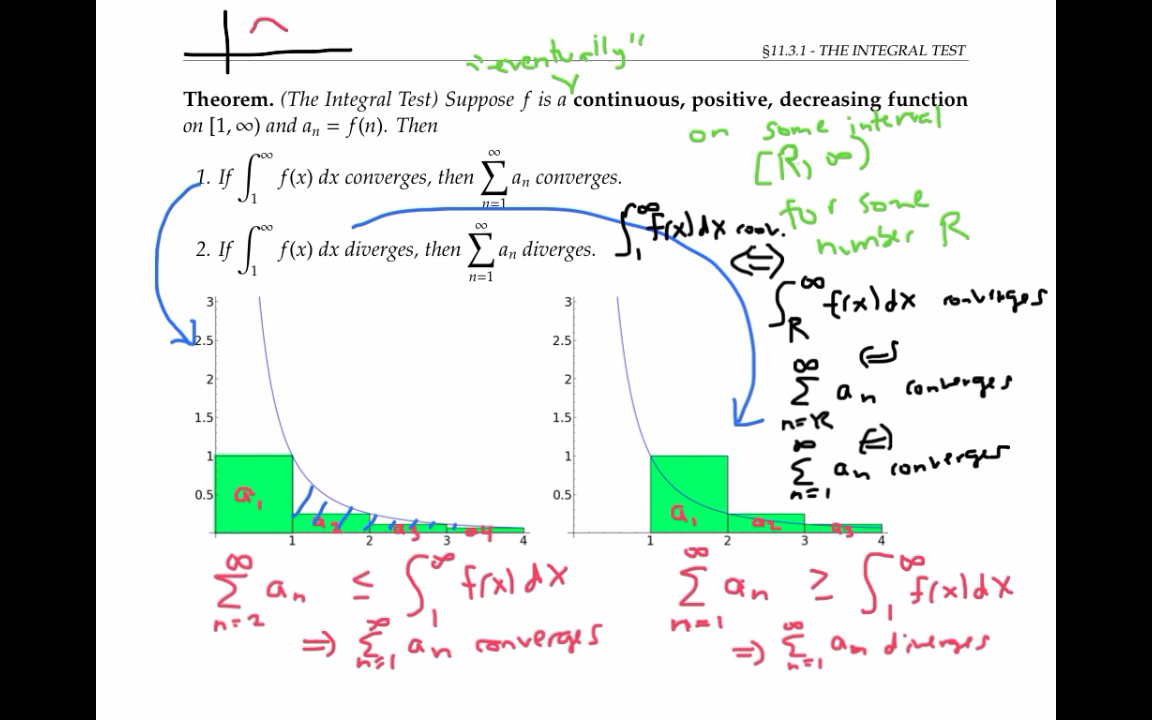 "eventually"
§11.3.1 - THE INTEGRAL TEST
Theorem. (The Integral Test) Suppose f is a continuous, positive, decreasing function
on [1, ∞) and aₙ = f(n). Then
on some interval
[R, ∞)
for some
number R
1. If ∫₁^∞ f(x) dx converges, then ∑_{n=1}^∞ aₙ converges.
2. If ∫₁^∞ f(x) dx diverges, then ∑_{n=1}^∞ aₙ diverges.
∫₁^∞ f(x) dx conv.
⇔
∫_R^∞ f(x) dx converges
⇔
∑_{n=R}^∞ aₙ converges
⇔
∑_{n=1}^∞ aₙ converges
3
2.5
2
1.5
1
0.5
a₁ a₂ a₃ a4
1 2 3 4
3
2.5
2
1.5
1
0.5
a₁ a₂ a₃
1 2 3 4
∑_{n=2}^∞ aₙ ≤ ∫₁^∞ f(x) dx
⇒ ∑_{n=1}^∞ aₙ converges
∑_{n=1}^∞ aₙ ≥ ∫₁^∞ f(x) dx
⇒ ∑_{n=1}^∞ aₙ diverges